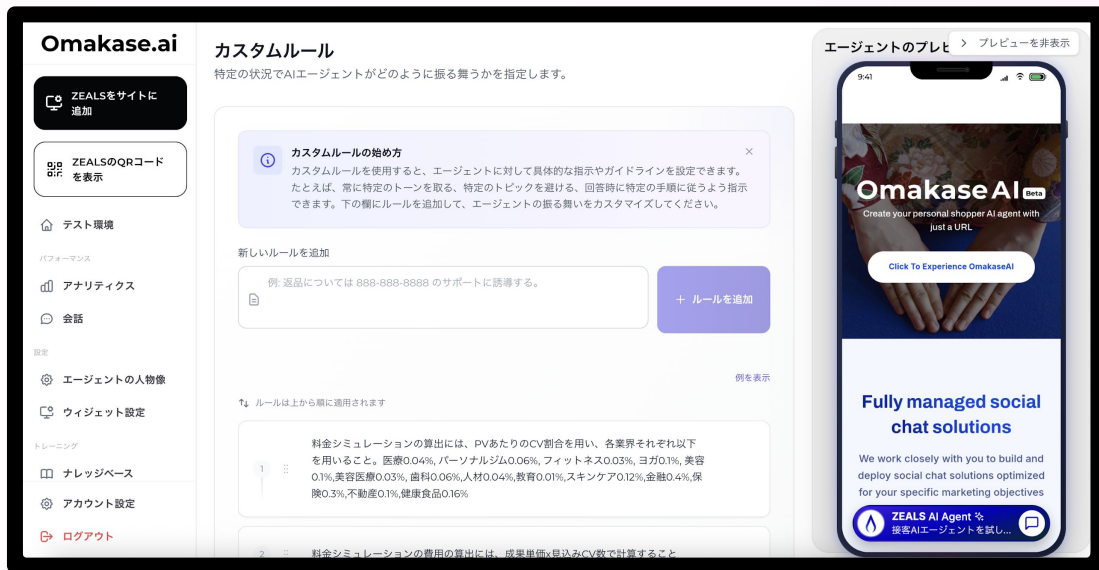 Omakase.ai
ZEALSをサイトに
追加
ZEALSのQRコード
を表示
テスト環境
パフォーマンス
アナリティクス
会話
設定
エージェントの人物像
ウィジェット設定
トレーニング
ナレッジベース
アカウント設定
ログアウト
カスタムルール
特定の状況でAIエージェントがどのように振る舞うかを指定します。
カスタムルールの始め方
カスタムルールを使用すると、エージェントに対して具体的な指示やガイドラインを設定できます。
たとえば、常に特定のトーンを取る、特定のトピックを避ける、回答時に特定の手順に従うよう指示
できます。下の欄にルールを追加して、エージェントの振る舞いをカスタマイズしてください。
新しいルールを追加
例: 返品については 888-888-8888 のサポートに誘導する。
+ ルールを追加
例を表示
ルールは上から順に適用されます
1
料金シミュレーションの算出には、PVあたりのCV割合を用い、各業界それぞれ以下
を用いること。医療0.04%, パーソナルジム0.06%, フィットネス0.03%, ヨガ0.1%, 美容
0.1%,美容医療0.03%, 歯科0.06%,人材0.04%,教育0.01%,スキンケア0.12%,金融0.4%,保
険0.3%,不動産0.1%,健康食品0.16%
2
料金シミュレーションの費用の算出には、成果単価x見込みCV数で計算すること
エージェントのプレビ
プレビューを非表示
9:41
Omakase AI Beta
Create your personal shopper AI agent with
just a URL
Click To Experience OmakaseAI
Fully managed social
chat solutions
We work closely with you to build and
deploy social chat solutions optimized
for your specific marketing objectives
ZEALS AI Agent
接客AIエージェントを試し...